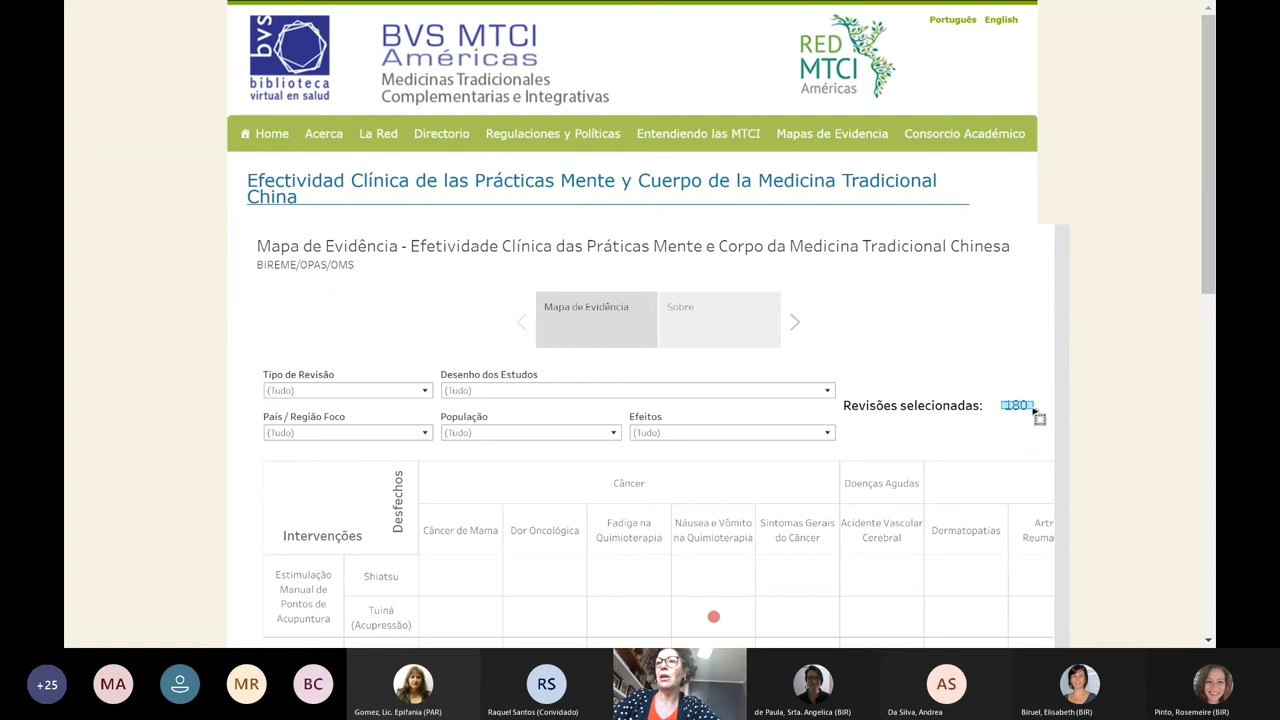 Português English
bvs
biblioteca
virtual en salud
BVS MTCI
Américas
Medicinas Tradicionales
Complementarias e Integrativas
RED
MTCI
Américas
Home Acerca La Red Directorio Regulaciones y Políticas Entendiendo las MTCI Mapas de Evidencia Consorcio Académico
Efectividad Clínica de las Prácticas Mente y Cuerpo de la Medicina Tradicional
China
Mapa de Evidência - Efetividade Clínica das Práticas Mente e Corpo da Medicina Tradicional Chinesa
BIREME/OPAS/OMS
Mapa de Evidência Sobre
Tipo de Revisão Desenho dos Estudos
(Tudo) (Tudo)
Revisões selecionadas: 180
País / Região Foco População Efeitos
(Tudo) (Tudo) (Tudo)
Desfechos
Intervenções
Câncer Doenças Agudas
Câncer de Mama
Dor Oncológica
Fadiga na
Quimioterapia
Náusea e Vômito
na Quimioterapia
Sintomas Gerais
do Câncer
Acidente Vascular
Cerebral
Dermatopatias
Artr
Reuma
Estimulação
Manual de
Pontos de
Acupuntura
Shiatsu
Tuiná
(Acupressão)
+25 MA MR BC RS AS
Gomez, Lic. Epifania (PAR) Raquel Santos (Convidado) de Paula, Srta. Angelica (BIR) Da Silva, Andrea Biruel, Elisabeth (BIR) Pinto, Rosemeire (BIR)